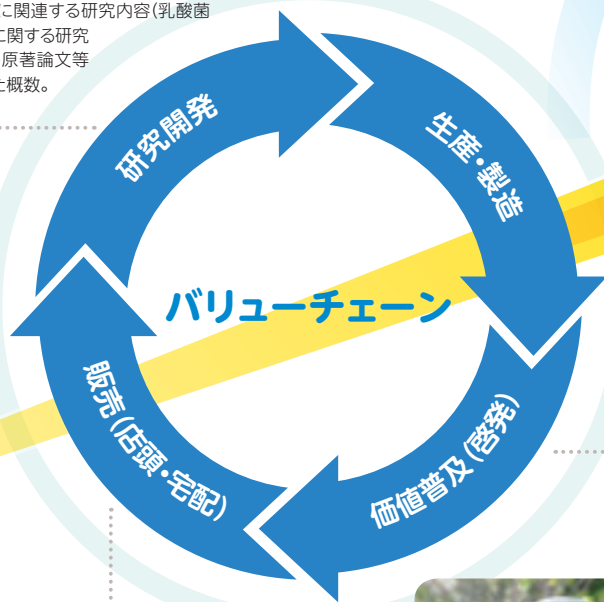 に関連する研究内容(乳酸菌
に関する研究
原著論文等
概数。
研究開発
生産・製造
バリューチェーン
販売(店頭・宅配)
価値普及(啓発)